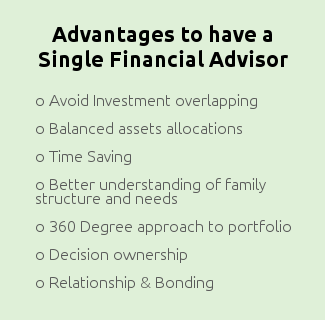 Advantages to have a
Single Financial Advisor
o Avoid Investment overlapping
o Balanced assets allocations
o Time Saving
o Better understanding of family
structure and needs
o 360 Degree approach to portfolio
o Decision ownership
o Relationship & Bonding